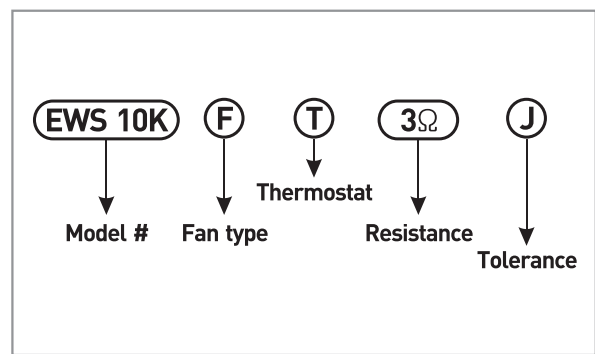 EWS 10K F T 3Ω J
Thermostat
Model # Fan type Resistance
Tolerance